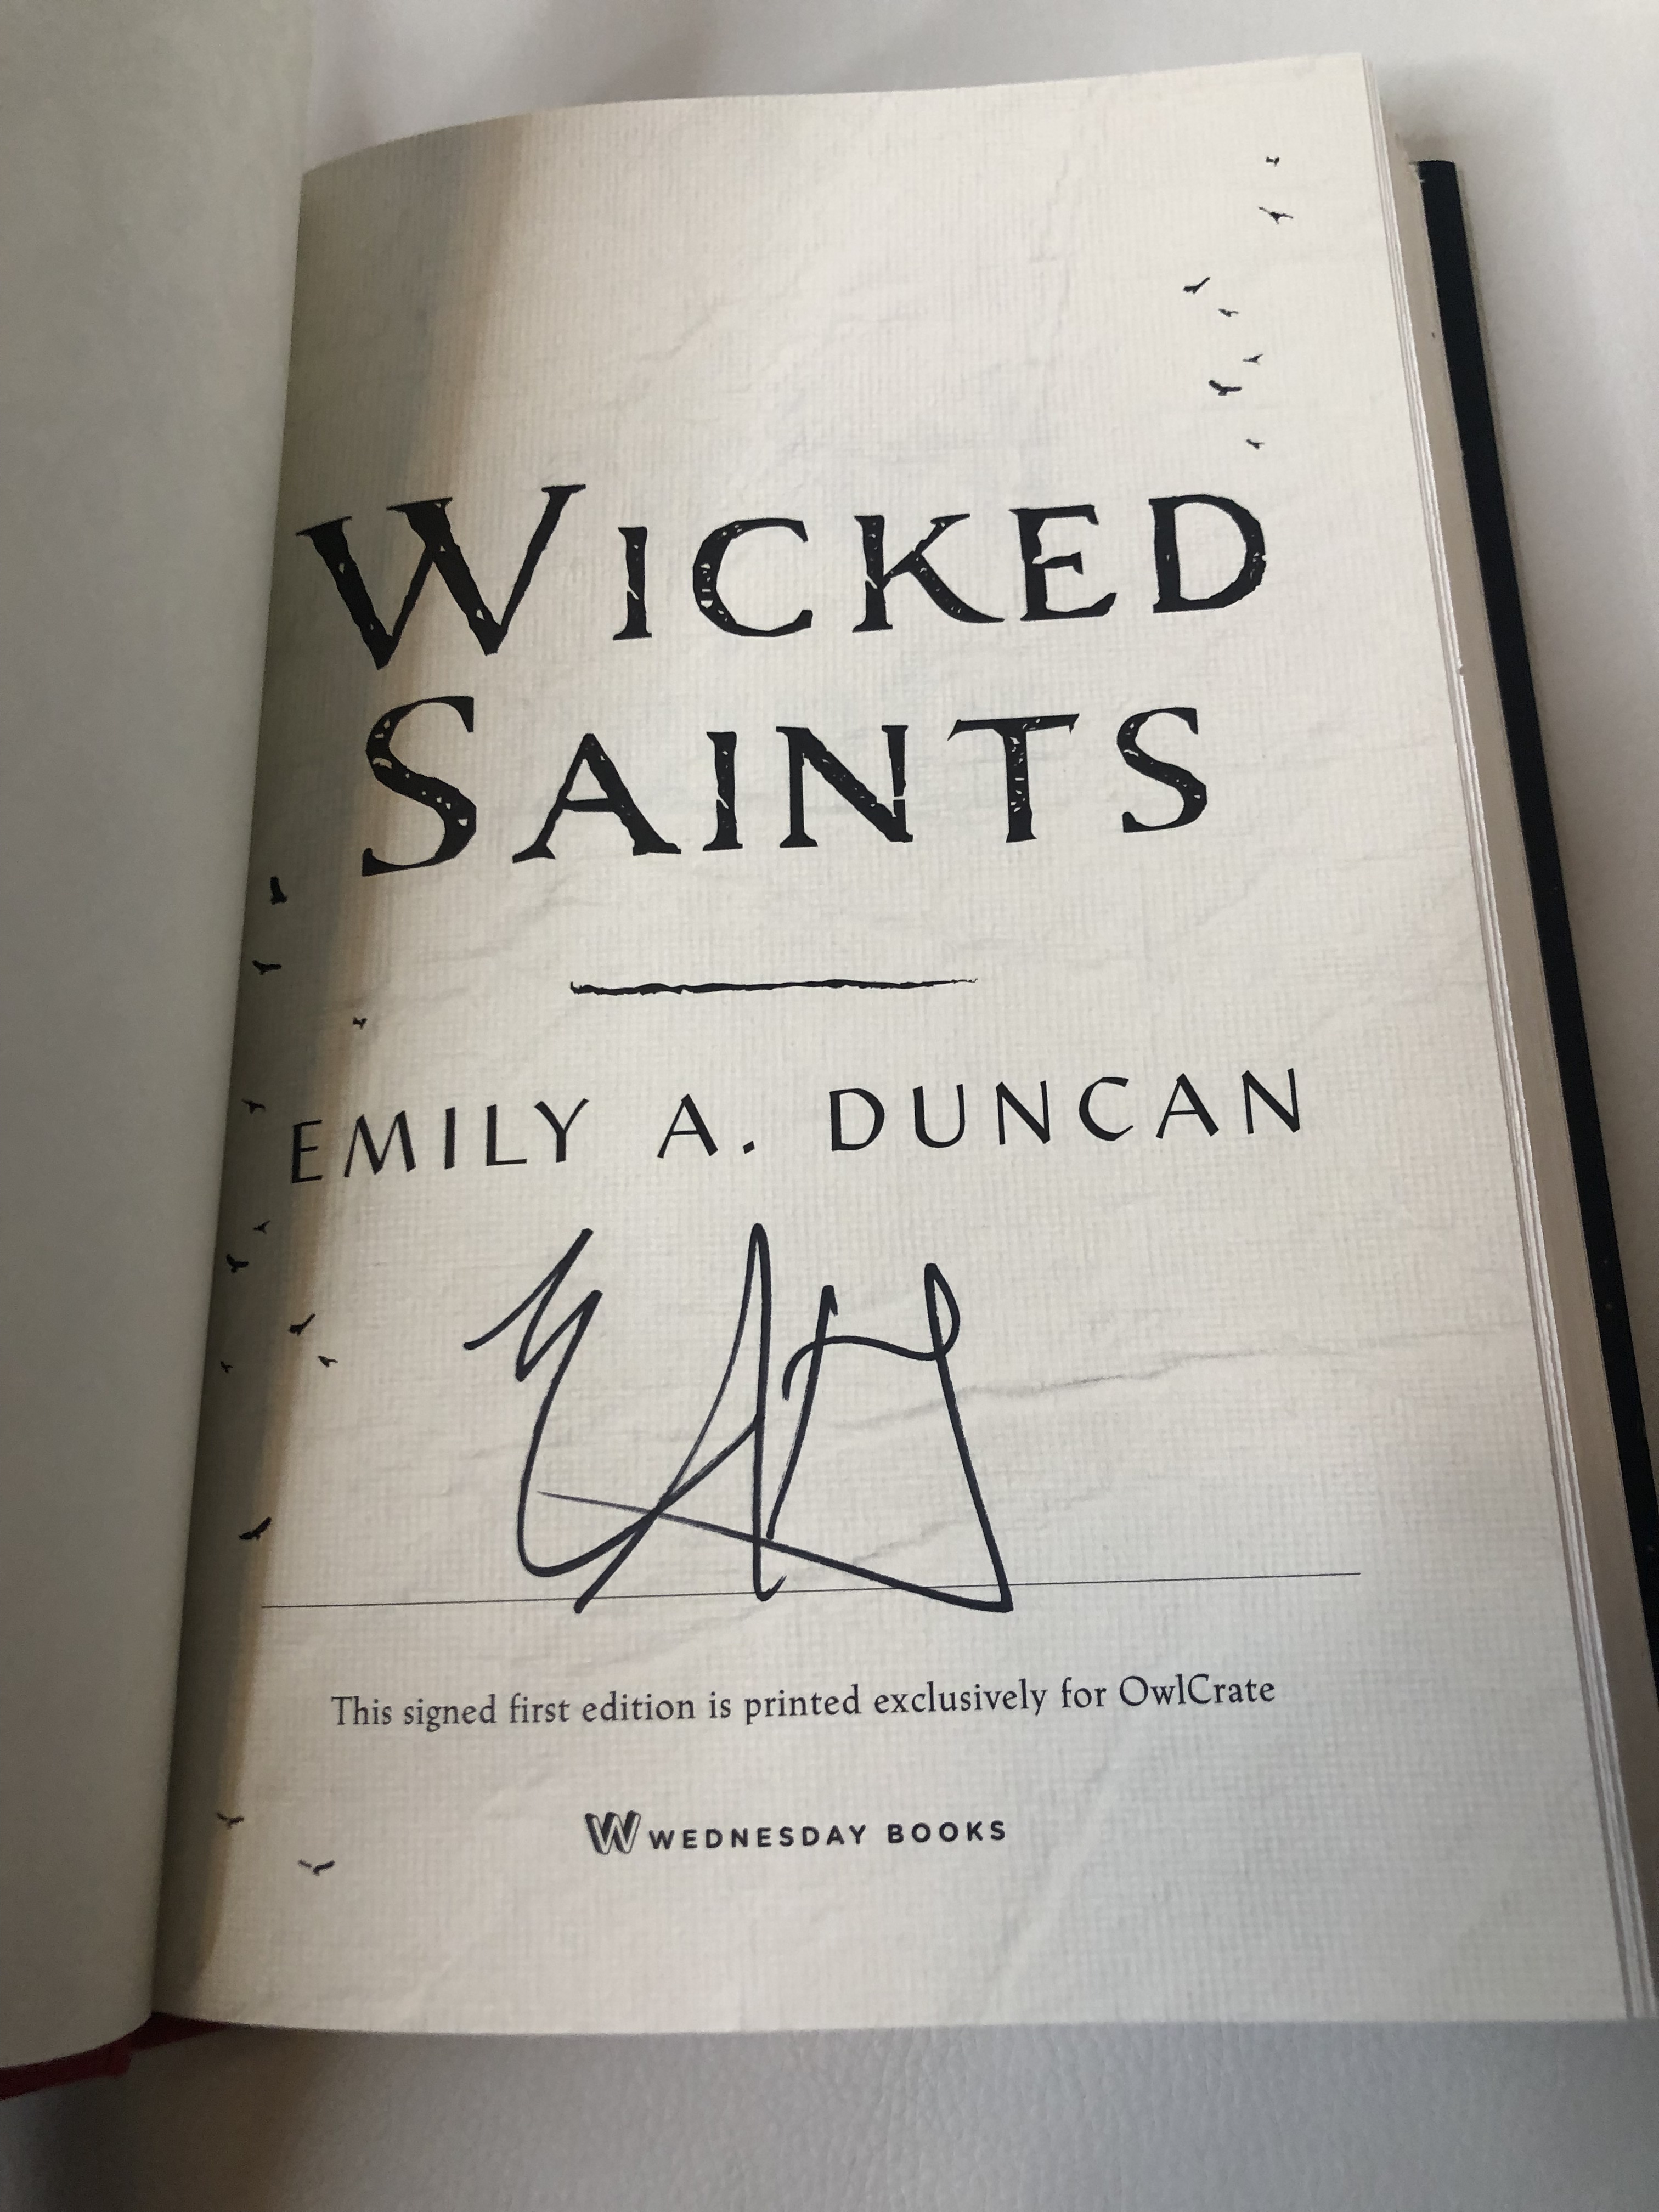 WICKED
SAINTS
EMILY A. DUNCAN
This signed first edition is printed exclusively for OwlCrate
W WEDNESDAY BOOKS